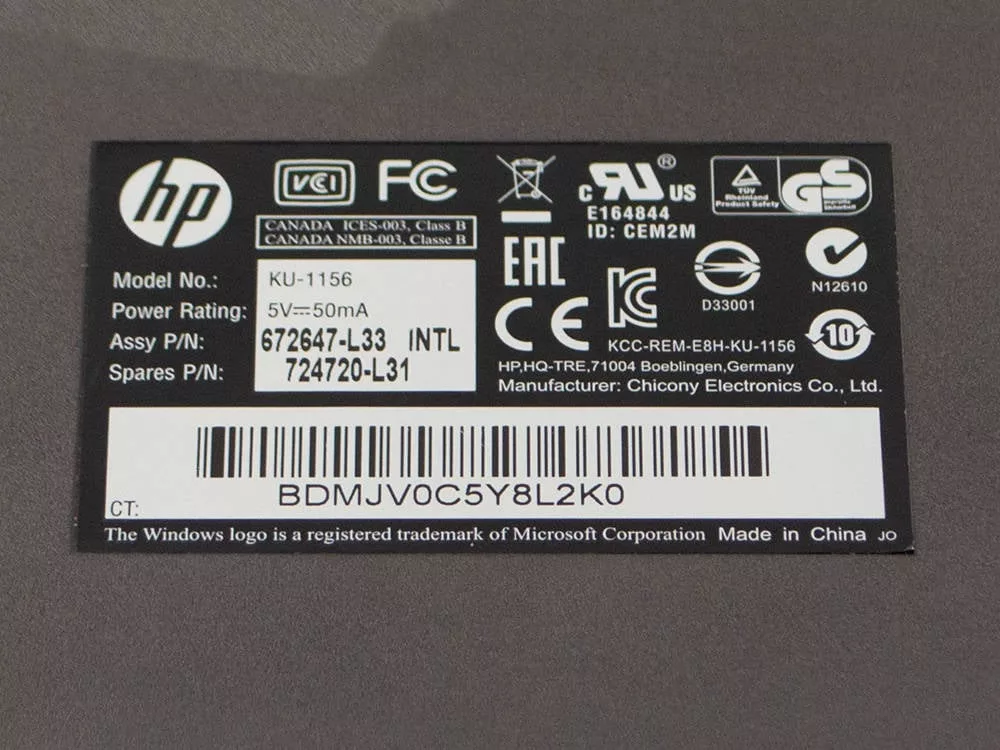 hp
VCI FC
CANADA ICES-003, Class B
CANADA NMB-003, Classe B
Model No.: KU-1156
Power Rating: 5V⎓50mA
Assy P/N: 672647-L33 INTL
Spares P/N: 724720-L31
c RU US ®
E164844
ID: CEM2M
TÜV
Rheinland
Product Safety
GS
geprüfte
Sicherheit
EAC
CE
D33001
N12610
10
KCC-REM-E8H-KU-1156
HP,HQ-TRE,71004 Boeblingen,Germany
Manufacturer: Chicony Electronics Co., Ltd.
CT: BDMJV0C5Y8L2K0
The Windows logo is a registered trademark of Microsoft Corporation Made in China JO